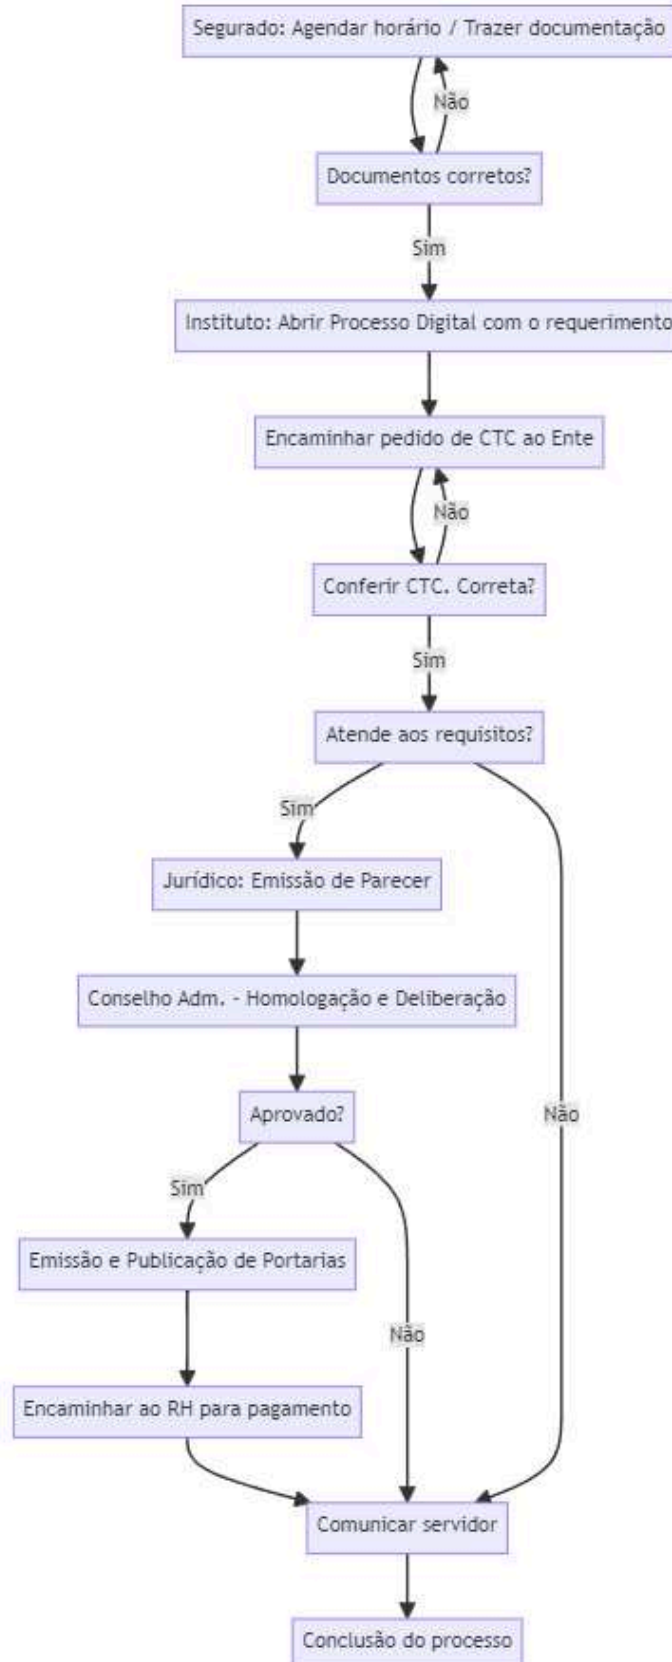 Segurado: Agendar horário / Trazer documentação
Não
Documentos corretos?
Sim
Instituto: Abrir Processo Digital com o requerimento
Encaminhar pedido de CTC ao Ente
Não
Conferir CTC. Correta?
Sim
Atende aos requisitos?
Sim
Jurídico: Emissão de Parecer
Conselho Adm. - Homologação e Deliberação
Aprovado?
Não
Sim
Emissão e Publicação de Portarias
Não
Encaminhar ao RH para pagamento
Comunicar servidor
Conclusão do processo